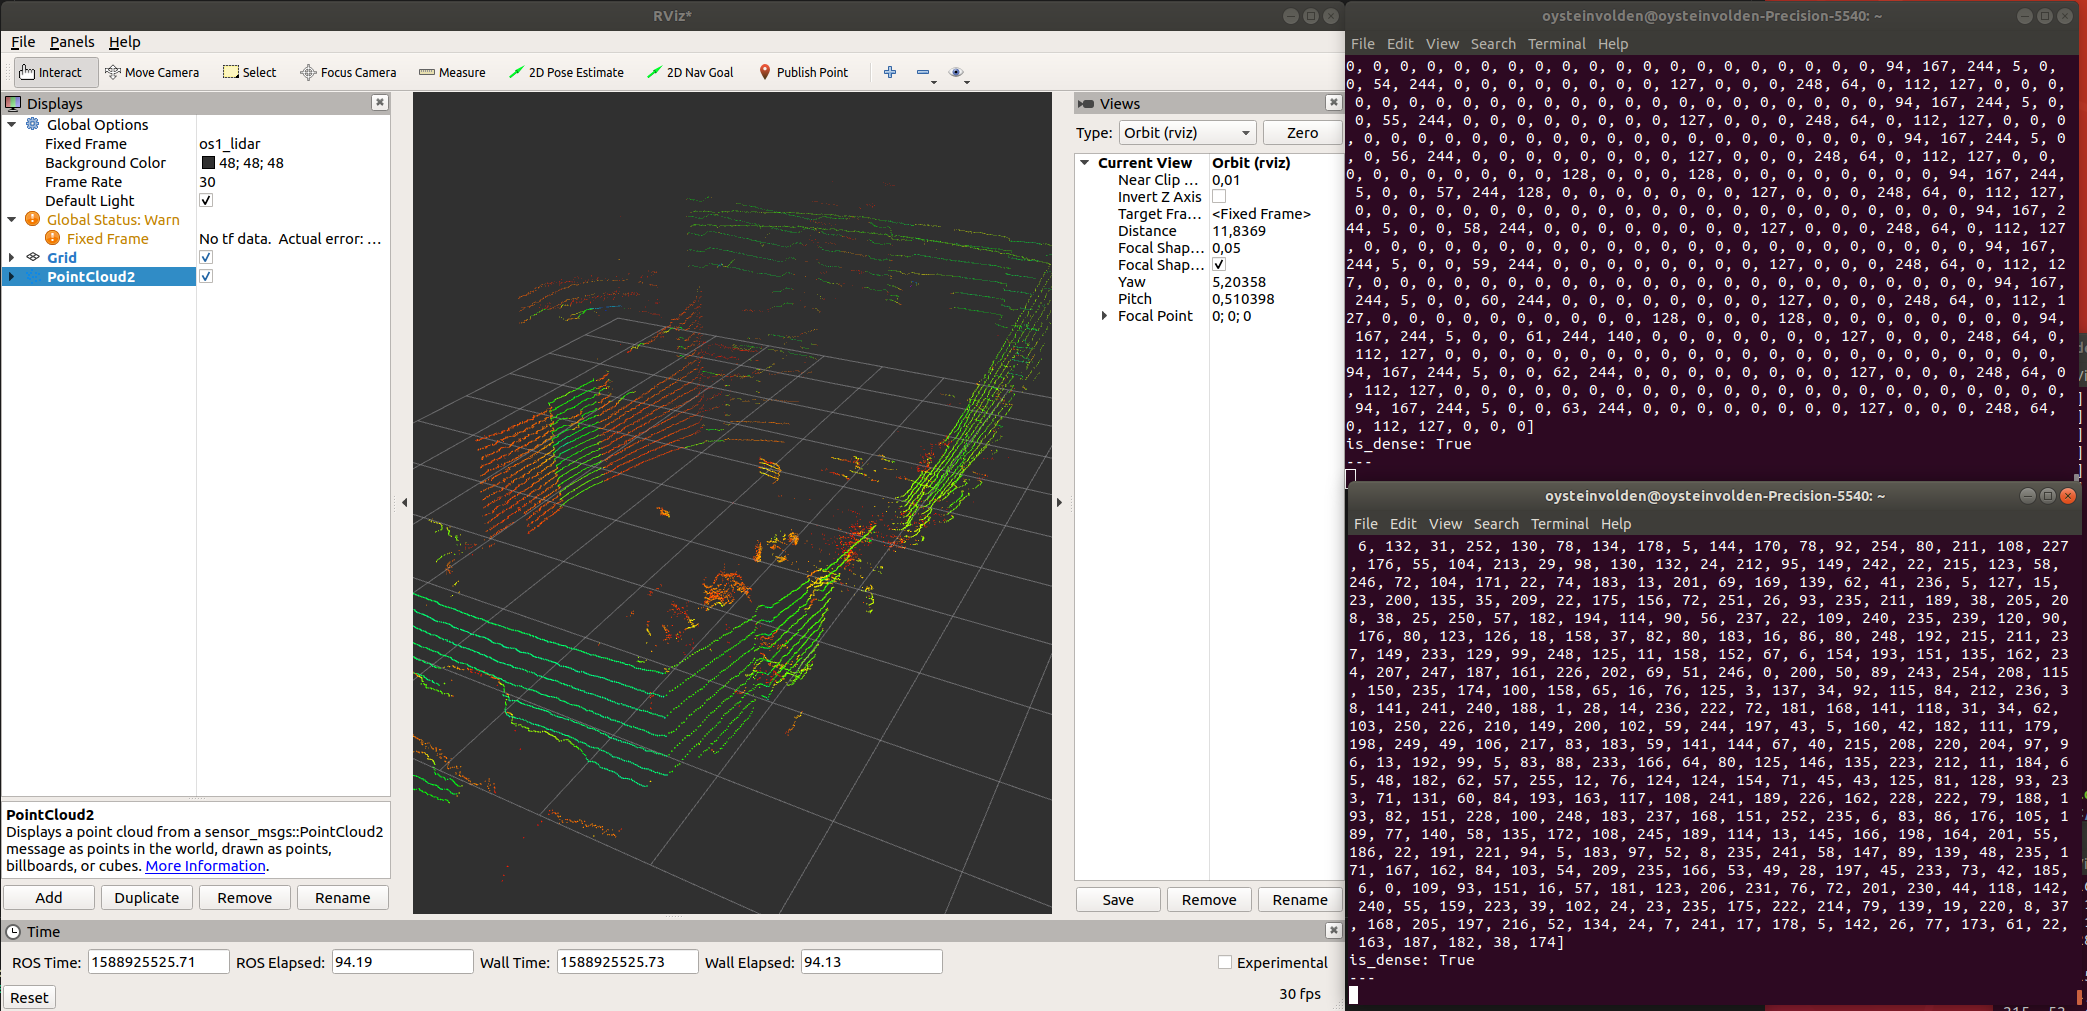 RViz*
File Panels Help
Interact Move Camera Select Focus Camera Measure 2D Pose Estimate 2D Nav Goal Publish Point
Displays
Global Options
Fixed Frame os1_lidar
Background Color 48; 48; 48
Frame Rate 30
Default Light
Global Status: Warn
Fixed Frame No tf data. Actual error: ...
Grid
PointCloud2
PointCloud2
Displays a point cloud from a sensor_msgs::PointCloud2
message as points in the world, drawn as points,
billboards, or cubes. More Information.
Add Duplicate Remove Rename
Views
Type: Orbit (rviz) Zero
Current View Orbit (rviz)
Near Clip ... 0,01
Invert Z Axis
Target Fra... <Fixed Frame>
Distance 11,8369
Focal Shap... 0,05
Focal Shap...
Yaw 5,20358
Pitch 0,510398
Focal Point 0; 0; 0
Save Remove Rename
Time
ROS Time: 1588925525.71 ROS Elapsed: 94.19 Wall Time: 1588925525.73 Wall Elapsed: 94.13 Experimental
Reset 30 fps
oysteinvolden@oysteinvolden-Precision-5540: ~
File Edit View Search Terminal Help
0, 0, 0, 0, 0, 0, 0, 0, 0, 0, 0, 0, 0, 0, 0, 0, 0, 0, 0, 0, 94, 167, 244, 5, 0,
0, 54, 244, 0, 0, 0, 0, 0, 0, 0, 0, 127, 0, 0, 0, 248, 64, 0, 112, 127, 0, 0, 0,
0, 0, 0, 0, 0, 0, 0, 0, 0, 0, 0, 0, 0, 0, 0, 0, 0, 0, 0, 0, 94, 167, 244, 5, 0, 0
0, 55, 244, 0, 0, 0, 0, 0, 0, 0, 0, 127, 0, 0, 0, 248, 64, 0, 112, 127, 0, 0, 0
, 0, 0, 0, 0, 0, 0, 0, 0, 0, 0, 0, 0, 0, 0, 0, 0, 0, 0, 0, 0, 94, 167, 244, 5, 0
, 0, 56, 244, 0, 0, 0, 0, 0, 0, 0, 0, 127, 0, 0, 0, 248, 64, 0, 112, 127, 0, 0,
0, 0, 0, 0, 0, 0, 0, 0, 128, 0, 0, 0, 128, 0, 0, 0, 0, 0, 0, 0, 0, 94, 167, 244,
5, 0, 0, 57, 244, 128, 0, 0, 0, 0, 0, 0, 0, 127, 0, 0, 0, 248, 64, 0, 112, 127,
0, 0, 0, 0, 0, 0, 0, 0, 0, 0, 0, 0, 0, 0, 0, 0, 0, 0, 0, 0, 0, 0, 0, 94, 167, 2
44, 5, 0, 0, 58, 244, 0, 0, 0, 0, 0, 0, 0, 0, 127, 0, 0, 0, 248, 64, 0, 112, 127
, 0, 0, 0, 0, 0, 0, 0, 0, 0, 0, 0, 0, 0, 0, 0, 0, 0, 0, 0, 0, 0, 0, 0, 94, 167,
244, 5, 0, 0, 59, 244, 0, 0, 0, 0, 0, 0, 0, 0, 127, 0, 0, 0, 248, 64, 0, 112, 12
7, 0, 0, 0, 0, 0, 0, 0, 0, 0, 0, 0, 0, 0, 0, 0, 0, 0, 0, 0, 0, 0, 0, 0, 94, 167,
244, 5, 0, 0, 60, 244, 0, 0, 0, 0, 0, 0, 0, 0, 127, 0, 0, 0, 248, 64, 0, 112, 1
27, 0, 0, 0, 0, 0, 0, 0, 0, 0, 0, 128, 0, 0, 0, 128, 0, 0, 0, 0, 0, 0, 0, 0, 94,
167, 244, 5, 0, 0, 61, 244, 140, 0, 0, 0, 0, 0, 0, 0, 127, 0, 0, 0, 248, 64, 0,
112, 127, 0, 0, 0, 0, 0, 0, 0, 0, 0, 0, 0, 0, 0, 0, 0, 0, 0, 0, 0, 0, 0, 0, 0,
94, 167, 244, 5, 0, 0, 62, 244, 0, 0, 0, 0, 0, 0, 0, 0, 127, 0, 0, 0, 248, 64, 0
, 112, 127, 0, 0, 0, 0, 0, 0, 0, 0, 0, 0, 0, 0, 0, 0, 0, 0, 0, 0, 0, 0, 0, 0, 0,
94, 167, 244, 5, 0, 0, 63, 244, 0, 0, 0, 0, 0, 0, 0, 0, 127, 0, 0, 0, 248, 64,
0, 112, 127, 0, 0, 0]
is_dense: True
---
oysteinvolden@oysteinvolden-Precision-5540: ~
File Edit View Search Terminal Help
6, 132, 31, 252, 130, 78, 134, 178, 5, 144, 170, 78, 92, 254, 80, 211, 108, 227
, 176, 55, 104, 213, 29, 98, 130, 132, 24, 212, 95, 149, 242, 22, 215, 123, 58,
246, 72, 104, 171, 22, 74, 183, 13, 201, 69, 169, 139, 62, 41, 236, 5, 127, 15,
23, 200, 135, 35, 209, 22, 175, 156, 72, 251, 26, 93, 235, 211, 189, 38, 205, 20
8, 38, 25, 250, 57, 182, 194, 114, 90, 56, 237, 22, 109, 240, 235, 239, 120, 90,
176, 80, 123, 126, 18, 158, 37, 82, 80, 183, 16, 86, 80, 248, 192, 215, 211, 23
7, 149, 233, 129, 99, 248, 125, 11, 158, 152, 67, 6, 154, 193, 151, 135, 162, 23
4, 207, 247, 187, 161, 226, 202, 69, 51, 246, 0, 200, 50, 89, 243, 254, 208, 115
, 150, 235, 174, 100, 158, 65, 16, 76, 125, 3, 137, 34, 92, 115, 84, 212, 236, 3
8, 141, 241, 240, 188, 1, 28, 14, 236, 222, 72, 181, 168, 141, 118, 31, 34, 62,
103, 250, 226, 210, 149, 200, 102, 59, 244, 197, 43, 5, 160, 42, 182, 111, 179,
198, 249, 49, 106, 217, 83, 183, 59, 141, 144, 67, 40, 215, 208, 220, 204, 97, 9
6, 13, 192, 99, 5, 83, 88, 233, 166, 64, 80, 125, 146, 135, 223, 212, 11, 184, 6
5, 48, 182, 62, 57, 255, 12, 76, 124, 124, 154, 71, 45, 43, 125, 81, 128, 93, 23
3, 71, 131, 60, 84, 193, 163, 117, 108, 241, 189, 226, 162, 228, 222, 79, 188, 1
93, 82, 151, 228, 100, 248, 183, 237, 168, 151, 252, 235, 6, 83, 86, 176, 105, 1
89, 77, 140, 58, 135, 172, 108, 245, 189, 114, 13, 145, 166, 198, 164, 201, 55,
186, 22, 191, 221, 94, 5, 183, 97, 52, 8, 235, 241, 58, 147, 89, 139, 48, 235, 1
71, 167, 162, 84, 103, 54, 209, 235, 166, 53, 49, 28, 197, 45, 233, 73, 42, 185,
6, 0, 109, 93, 151, 16, 57, 181, 123, 206, 231, 76, 72, 201, 230, 44, 118, 142,
240, 55, 159, 223, 39, 102, 24, 23, 235, 175, 222, 214, 79, 139, 19, 220, 8, 37
, 168, 205, 197, 216, 52, 134, 24, 7, 241, 17, 178, 5, 142, 26, 77, 173, 61, 22,
163, 187, 182, 38, 174]
is_dense: True
---